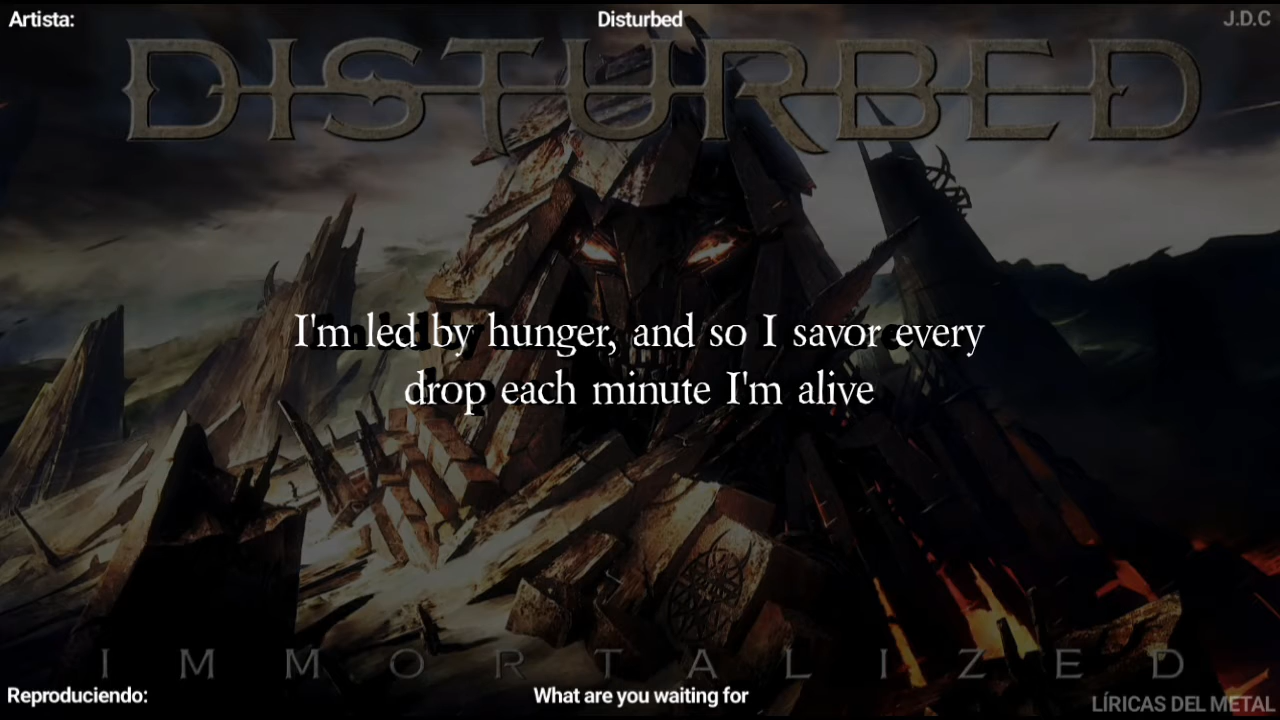 Artista:
Disturbed
J.D.C
DISTURBED
I'm led by hunger, and so I savor every
drop each minute I'm alive
IMMORTALIZED
Reproduciendo:
What are you waiting for
LÍRICAS DEL METAL